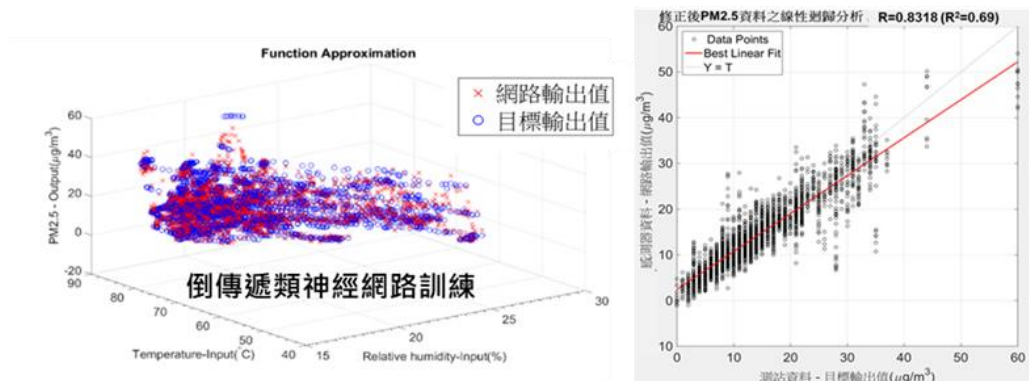 Function Approximation
網路輸出值
目標輸出值
PM2.5 - Output(μg/m³)
60
40
20
0
-20
90
80
70
60
50
40
Temperature-Input(°C)
15
20
25
30
Relative humidity-Input(%)
倒傳遞類神經網路訓練
修正後PM2.5資料之線性迴歸分析 R=0.8318 (R²=0.69)
Data Points
Best Linear Fit
Y = T
感測器資料 - 網路輸出值(μg/m³)
60
50
40
30
20
10
0
10
0
10
20
30
40
50
60
測站資料 - 目標輸出值(μg/m³)